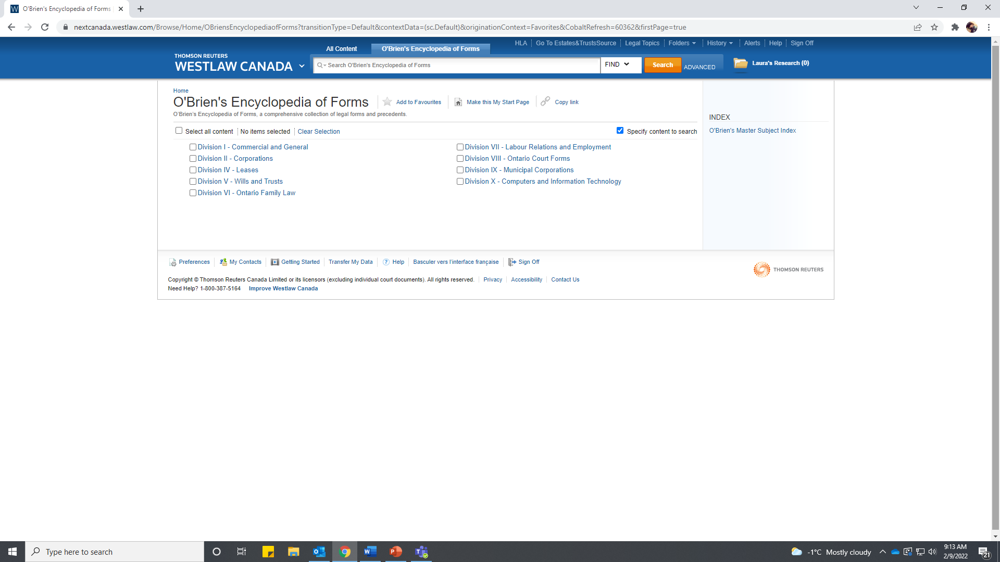 O'Brien's Encyclopedia of Forms
nextcanada.westlaw.com/Browse/Home/OBriensEncyclopediaofForms?transitionType=Default&contextData=(sc.Default)&originationContext=Favorites&CobaltRefresh=60362&firstPage=true
HLA Go To Estates&TrustsSource Legal Topics Folders History Alerts Help Sign Off
All Content O'Brien's Encyclopedia of Forms
THOMSON REUTERS
WESTLAW CANADA
Search O'Brien's Encyclopedia of Forms FIND Search ADVANCED
Laura's Research (0)
Home
O'Brien's Encyclopedia of Forms Add to Favourites Make this My Start Page Copy link
O'Brien's Encyclopedia of Forms, a comprehensive collection of legal forms and precedents.
Select all content No items selected Clear Selection Specify content to search
Division I - Commercial and General
Division II - Corporations
Division IV - Leases
Division V - Wills and Trusts
Division VI - Ontario Family Law
Division VII - Labour Relations and Employment
Division VIII - Ontario Court Forms
Division IX - Municipal Corporations
Division X - Computers and Information Technology
INDEX
O'Brien's Master Subject Index
Preferences My Contacts Getting Started Transfer My Data Help Basculer vers l'interface française Sign Off
THOMSON REUTERS
Copyright © Thomson Reuters Canada Limited or its licensors (excluding individual court documents). All rights reserved. Privacy Accessibility Contact Us
Need Help? 1-800-387-5164 Improve Westlaw Canada
Type here to search
-1°C Mostly cloudy
9:13 AM
2/9/2022
21